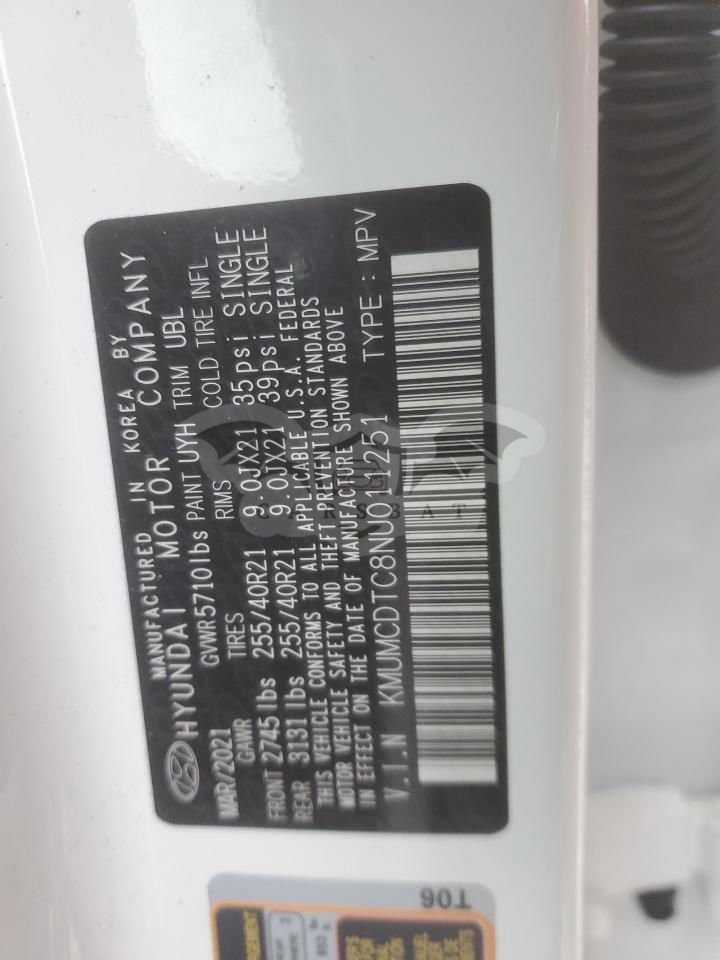 MANUFACTURED IN KOREA BY
HYUNDAI MOTOR COMPANY
GVWR 5710 lbs PAINT UYH TRIM UBL
MAR/2021 TIRES RIMS COLD TIRE INFL
GAWR
FRONT 2745 lbs 255/40R21 9.0JX21 35psi SINGLE
REAR 3131 lbs 255/40R21 9.0JX21 39psi SINGLE
THIS VEHICLE CONFORMS TO ALL APPLICABLE U.S.A. FEDERAL
MOTOR VEHICLE SAFETY AND THEFT PREVENTION STANDARDS
IN EFFECT ON THE DATE OF MANUFACTURE SHOWN ABOVE
V.I.N KMUMCDTC8NU011251 TYPE : MPV
T06